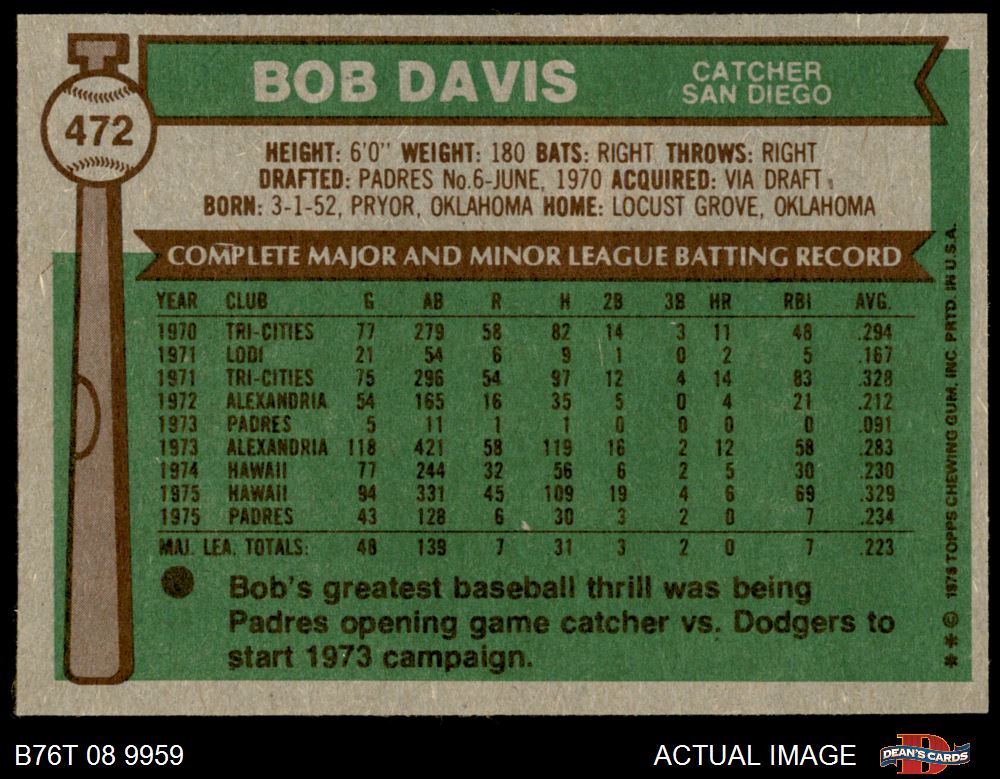 BOB DAVIS
CATCHER
SAN DIEGO
472
HEIGHT: 6'0" WEIGHT: 180 BATS: RIGHT THROWS: RIGHT
DRAFTED: PADRES No.6-JUNE, 1970 ACQUIRED: VIA DRAFT
BORN: 3-1-52, PRYOR, OKLAHOMA HOME: LOCUST GROVE, OKLAHOMA
COMPLETE MAJOR AND MINOR LEAGUE BATTING RECORD
YEAR CLUB G AB R H 2B 3B HR RBI AVG.
1970 TRI-CITIES 77 279 58 82 14 3 11 48 .294
1971 LODI 21 54 6 9 1 0 2 5 .167
1971 TRI-CITIES 75 296 54 97 12 4 14 83 .328
1972 ALEXANDRIA 54 165 16 35 5 0 4 21 .212
1973 PADRES 5 11 1 1 0 0 0 0 .091
1973 ALEXANDRIA 118 421 58 119 16 2 12 58 .283
1974 HAWAII 77 244 32 56 6 2 5 30 .230
1975 HAWAII 94 331 45 109 19 4 6 69 .329
1975 PADRES 43 128 6 30 3 2 0 7 .234
MAJ. LEA. TOTALS: 48 139 7 31 3 2 0 7 .223
Bob's greatest baseball thrill was being
Padres opening game catcher vs. Dodgers to
start 1973 campaign.
** © 1976 TOPPS CHEWING GUM, INC. PRTD. IN U.S.A.
B76T 08 9959
ACTUAL IMAGE
D
DEAN'S CARDS